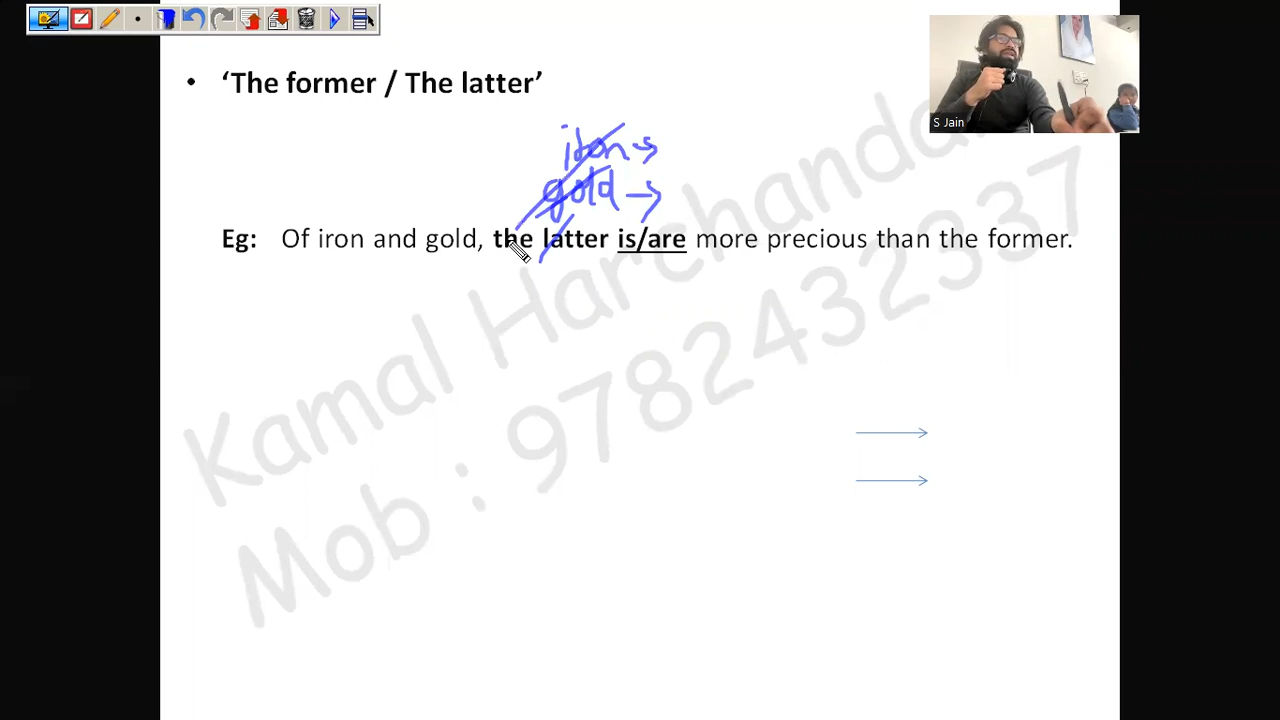 • ‘The former / The latter’
iron →
gold →
Eg: Of iron and gold, the latter is/are more precious than the former.
Kamal Harchandani
Mob : 9782432337
S Jain